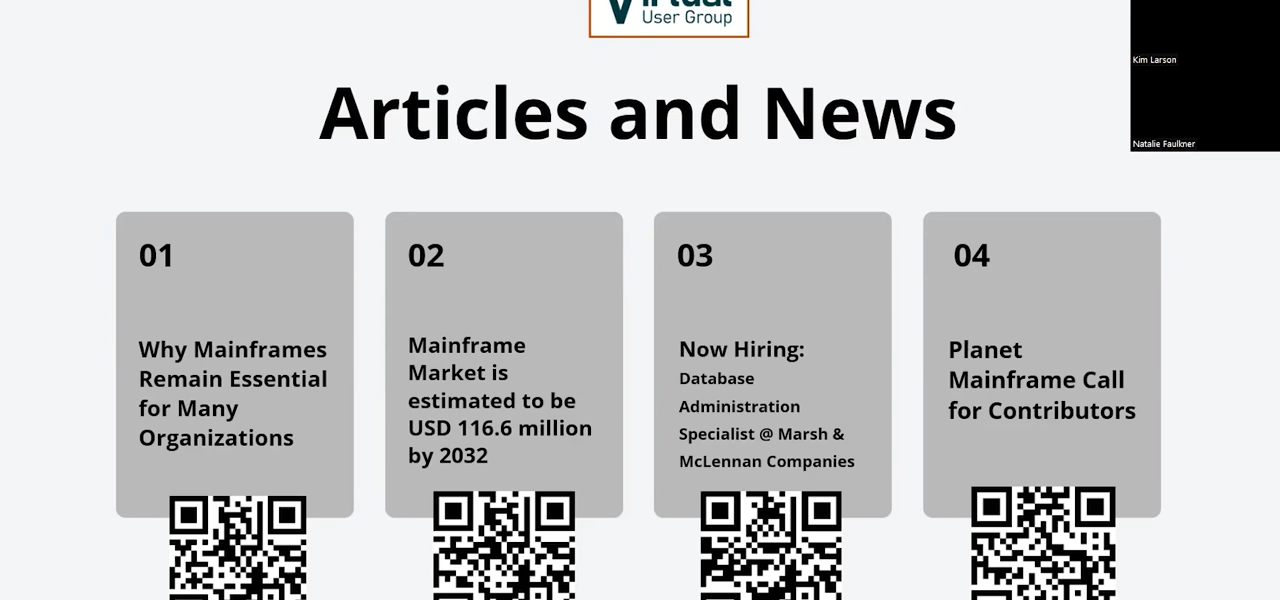 User Group
Kim Larson
Articles and News
Natalie Faulkner
01
Why Mainframes
Remain Essential
for Many
Organizations
02
Mainframe
Market is
estimated to be
USD 116.6 million
by 2032
03
Now Hiring:
Database
Administration
Specialist @ Marsh &
McLennan Companies
04
Planet
Mainframe Call
for Contributors